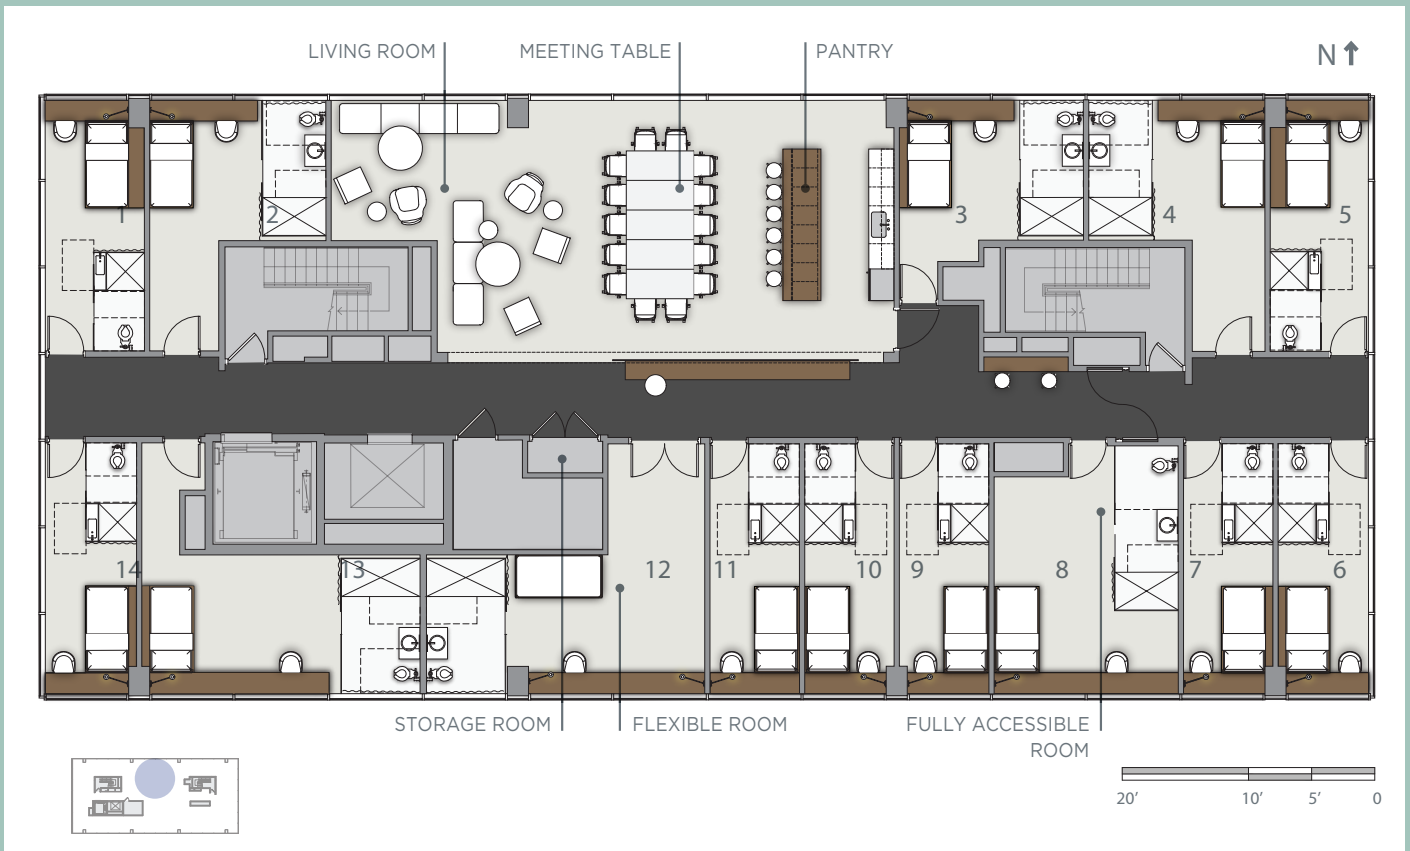 LIVING ROOM
MEETING TABLE
PANTRY
N
1
2
3
4
5
14
13
12
11
10
9
8
7
6
STORAGE ROOM
FLEXIBLE ROOM
FULLY ACCESSIBLE
ROOM
20’
10’
5’
0